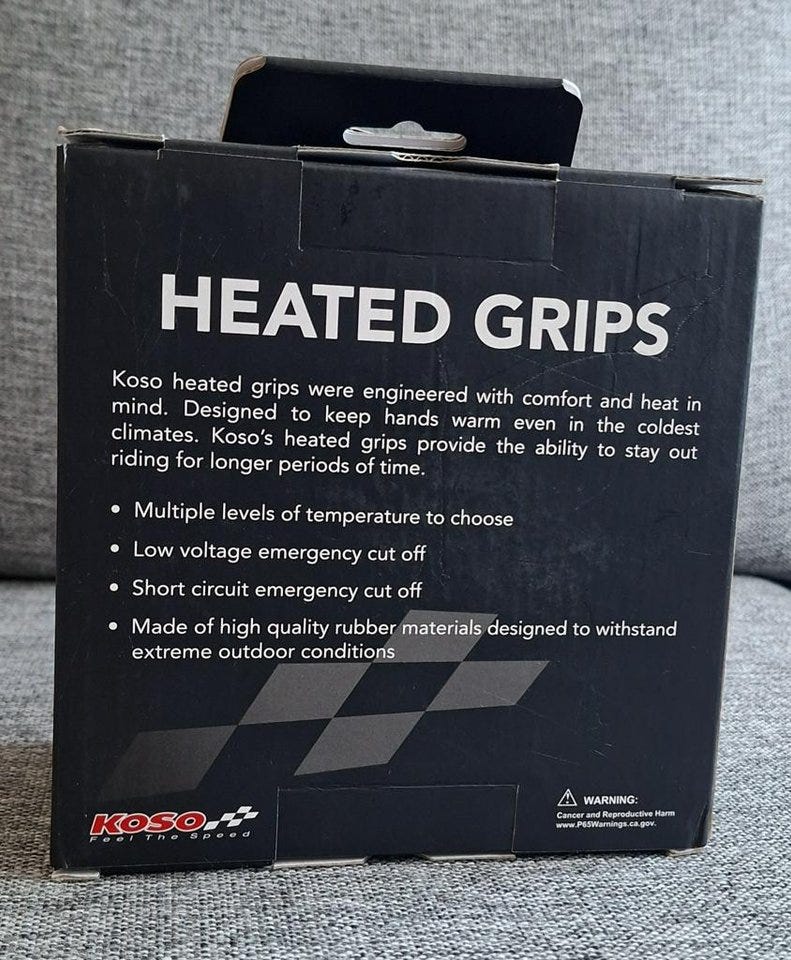 HEATED GRIPS
Koso heated grips were engineered with comfort and heat in
mind. Designed to keep hands warm even in the coldest
climates. Koso's heated grips provide the ability to stay out
riding for longer periods of time.
• Multiple levels of temperature to choose
• Low voltage emergency cut off
• Short circuit emergency cut off
• Made of high quality rubber materials designed to withstand
extreme outdoor conditions
KOSO
Feel The Speed
WARNING:
Cancer and Reproductive Harm
www.P65Warnings.ca.gov.